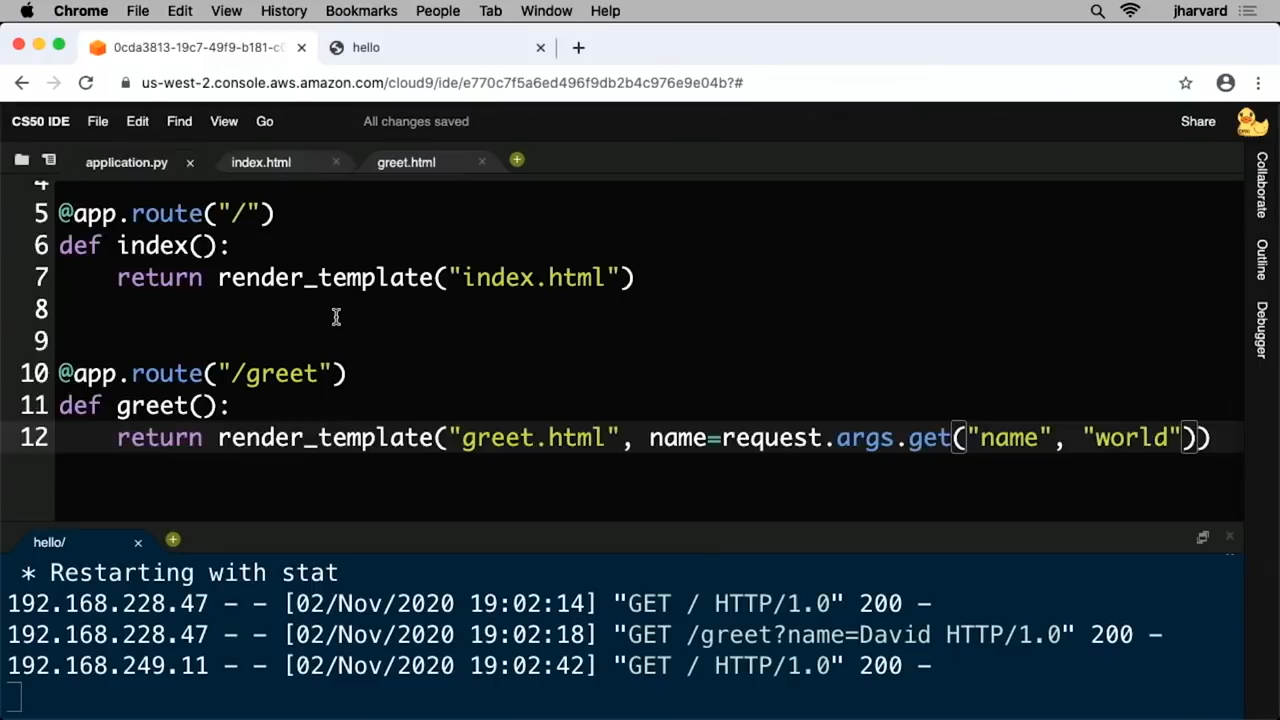 Chrome File Edit View History Bookmarks People Tab Window Help jharvard
0cda3813-19c7-49f9-b181-c hello
us-west-2.console.aws.amazon.com/cloud9/ide/e770c7f5a6ed496f9db2b4c976e9e04b?#
CS50 IDE File Edit Find View Go All changes saved Share
application.py index.html greet.html
4
5 @app.route("/")
6 def index():
7 return render_template("index.html")
8
9
10 @app.route("/greet")
11 def greet():
12 return render_template("greet.html", name=request.args.get("name", "world"))
Collaborate
Outline
Debugger
hello/
* Restarting with stat
192.168.228.47 - - [02/Nov/2020 19:02:14] "GET / HTTP/1.0" 200 -
192.168.228.47 - - [02/Nov/2020 19:02:18] "GET /greet?name=David HTTP/1.0" 200 -
192.168.249.11 - - [02/Nov/2020 19:02:42] "GET / HTTP/1.0" 200 -